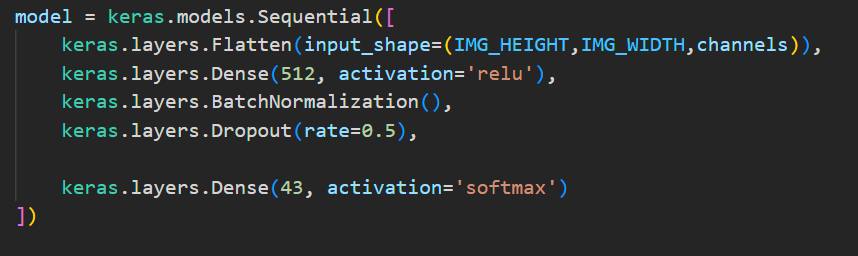 model = keras.models.Sequential([
    keras.layers.Flatten(input_shape=(IMG_HEIGHT,IMG_WIDTH,channels)),
    keras.layers.Dense(512, activation='relu'),
    keras.layers.BatchNormalization(),
    keras.layers.Dropout(rate=0.5),

    keras.layers.Dense(43, activation='softmax')
])